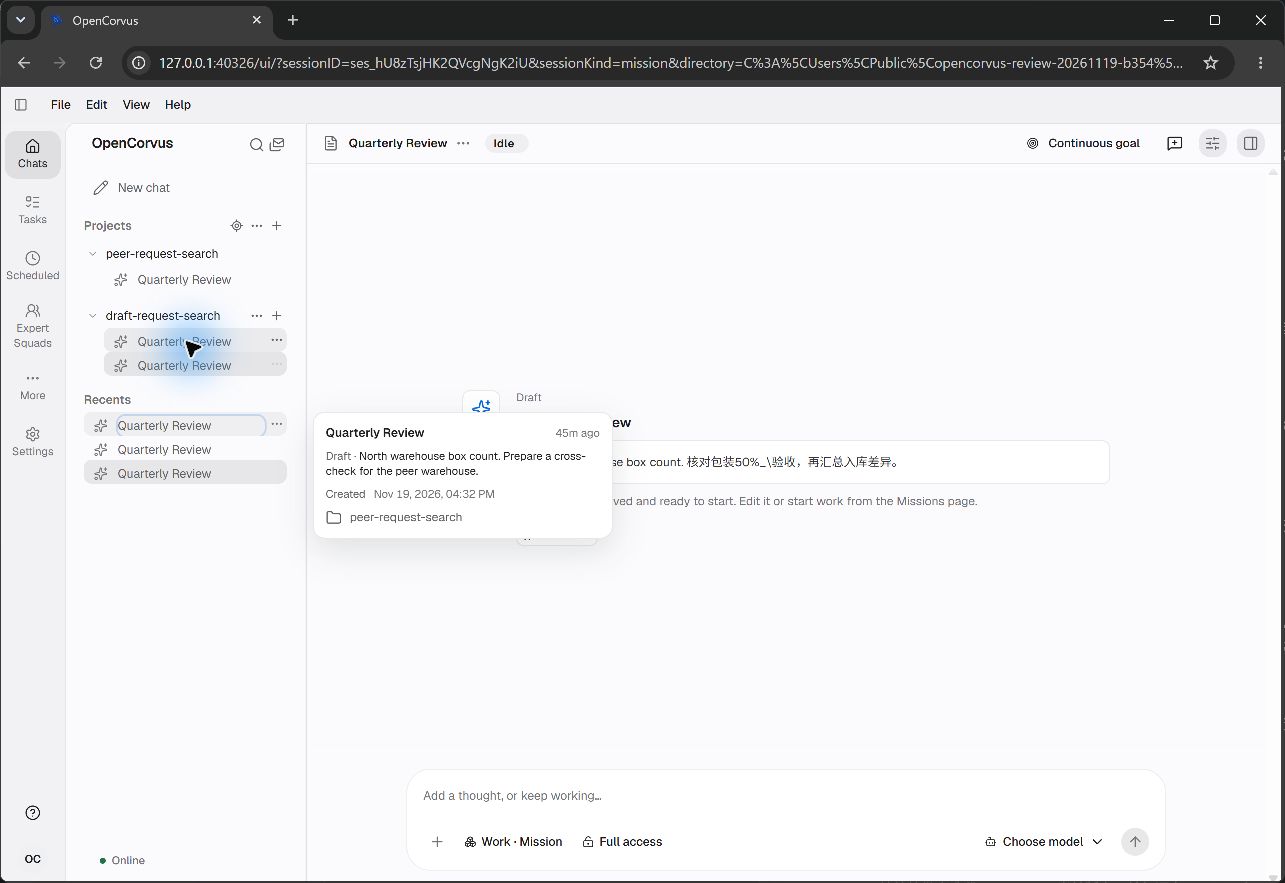 OpenCorvus
127.0.0.1:40326/ui/?sessionID=ses_hU8zTsjHK2QVcgNgK2iU&sessionKind=mission&directory=C%3A%5CUsers%5CPublic%5Copencorvus-review-20261119-b354%5...
File Edit View Help
Chats
Tasks
Scheduled
Expert
Squads
More
Settings
OC
OpenCorvus
New chat
Projects
peer-request-search
Quarterly Review
draft-request-search
Quarterly Review
Quarterly Review
Recents
Quarterly Review
Quarterly Review
Quarterly Review
Online
Quarterly Review ··· Idle
Continuous goal
Draft
ew
se box count. 核对包装50%_\验收，再汇总入库差异。
ved and ready to start. Edit it or start work from the Missions page.
Quarterly Review 45m ago
Draft · North warehouse box count. Prepare a cross-
check for the peer warehouse.
Created Nov 19, 2026, 04:32 PM
peer-request-search
Add a thought, or keep working...
Work · Mission Full access Choose model